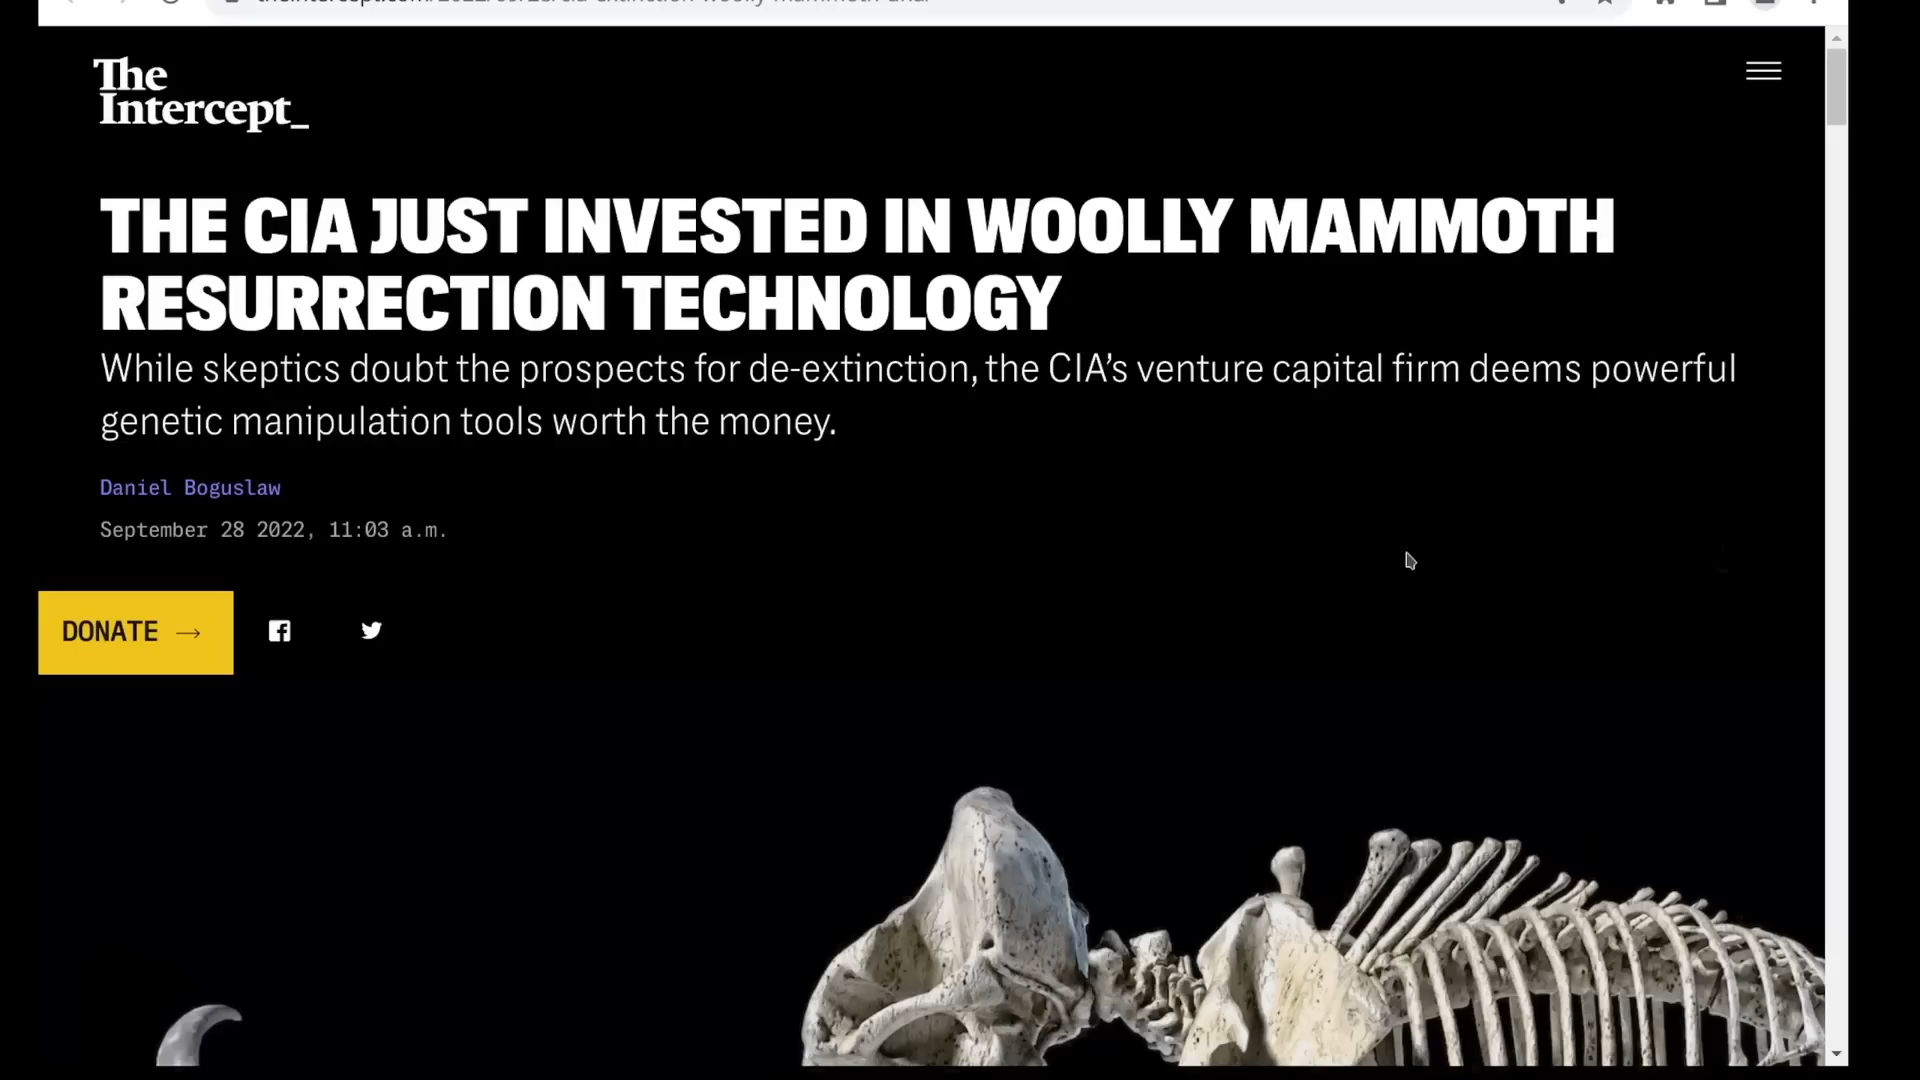 The
Intercept_
THE CIA JUST INVESTED IN WOOLLY MAMMOTH
RESURRECTION TECHNOLOGY
While skeptics doubt the prospects for de-extinction, the CIA’s venture capital firm deems powerful
genetic manipulation tools worth the money.
Daniel Boguslaw
September 28 2022, 11:03 a.m.
DONATE →